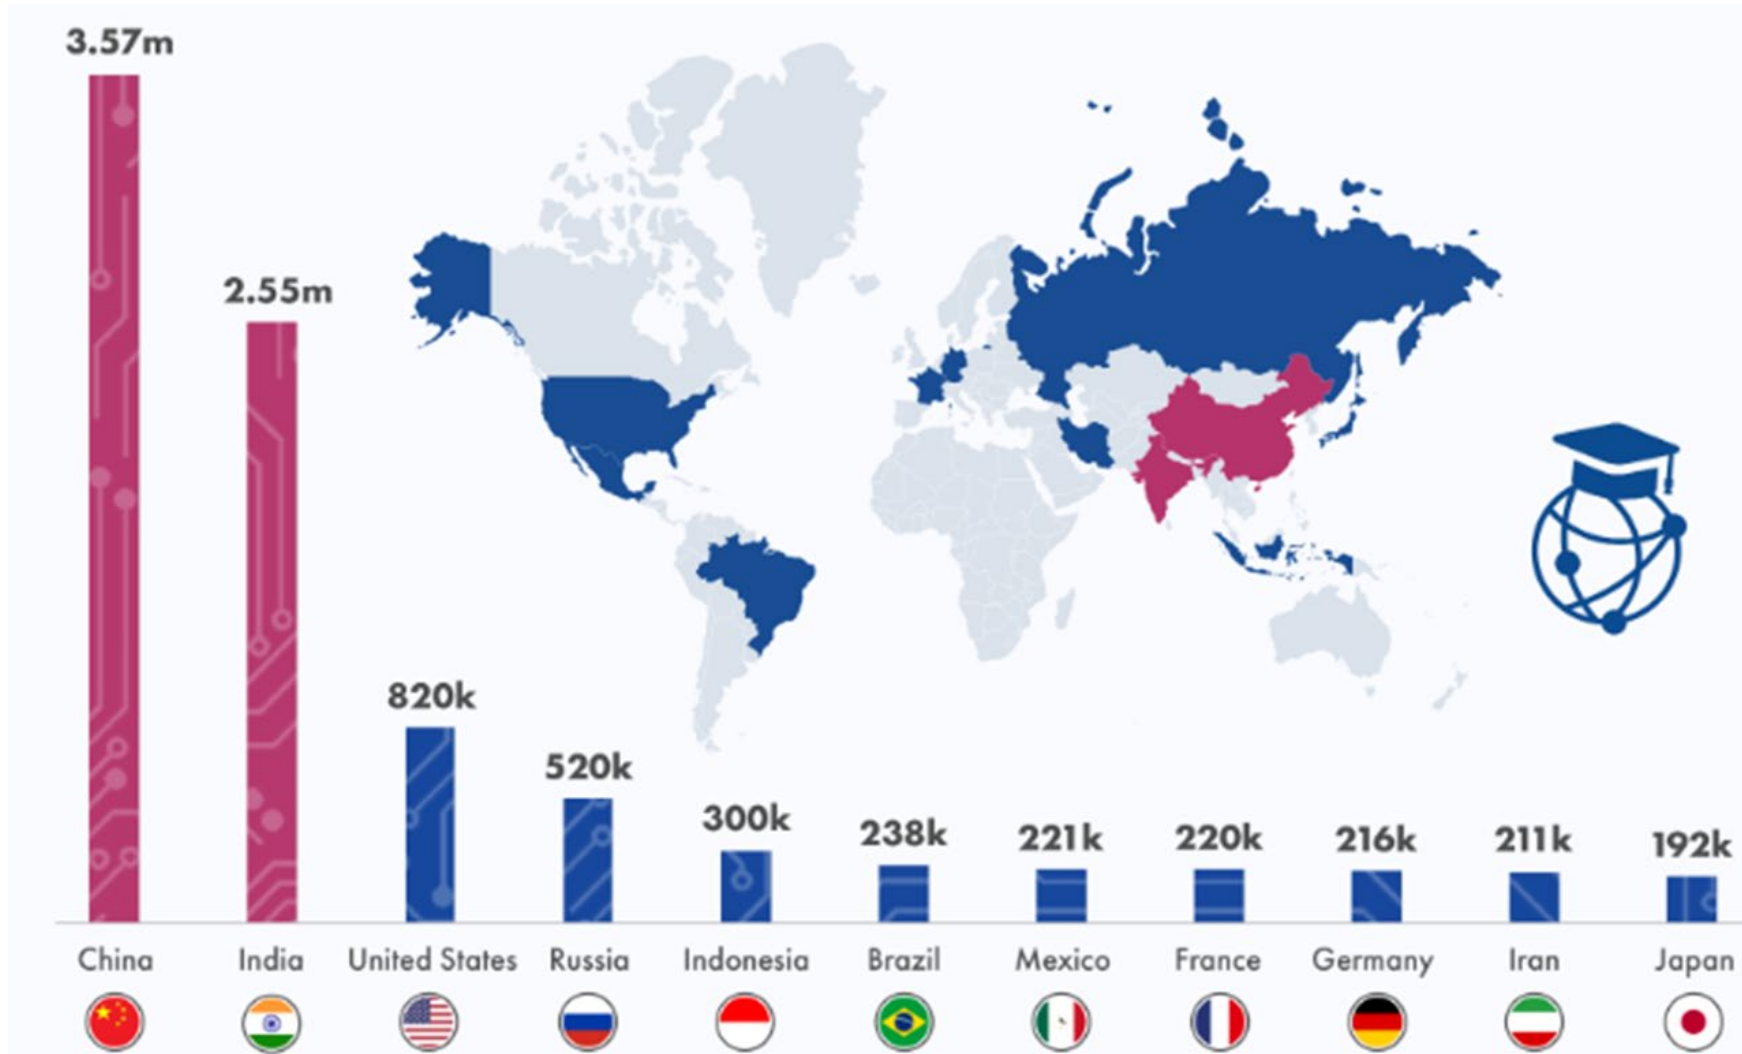 3.57m
2.55m
820k
520k
300k
238k
221k
220k
216k
211k
192k
China
India
United States
Russia
Indonesia
Brazil
Mexico
France
Germany
Iran
Japan